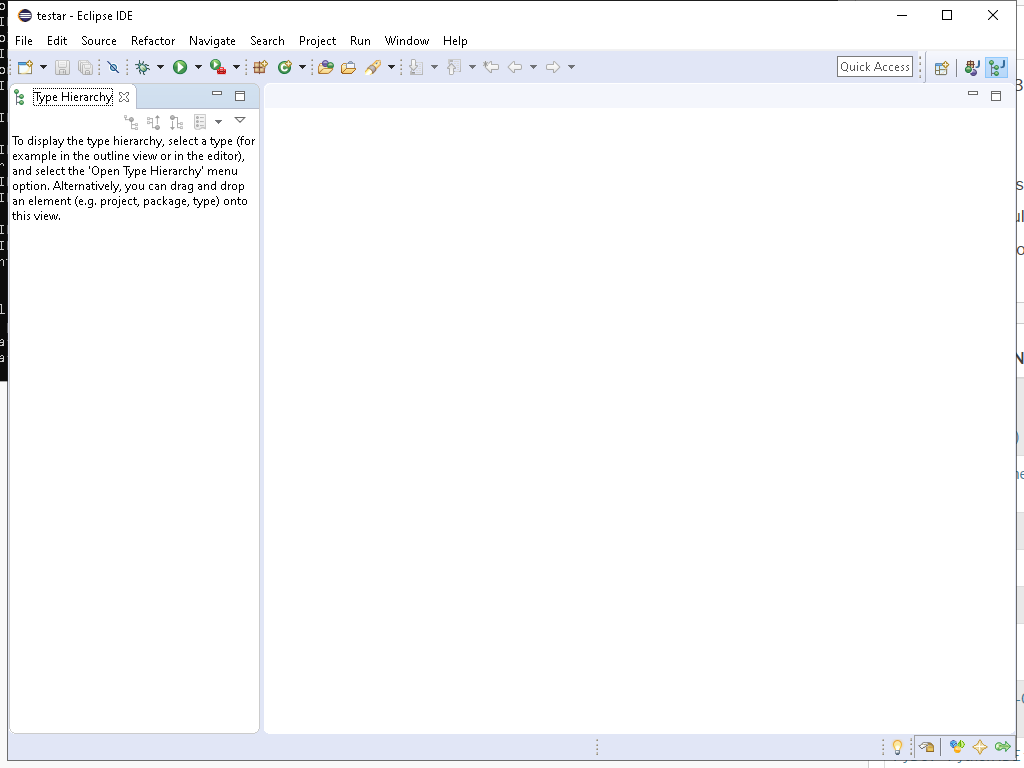 testar - Eclipse IDE
File Edit Source Refactor Navigate Search Project Run Window Help
Quick Access
Type Hierarchy
To display the type hierarchy, select a type (for
example in the outline view or in the editor),
and select the 'Open Type Hierarchy' menu
option. Alternatively, you can drag and drop
an element (e.g. project, package, type) onto
this view.